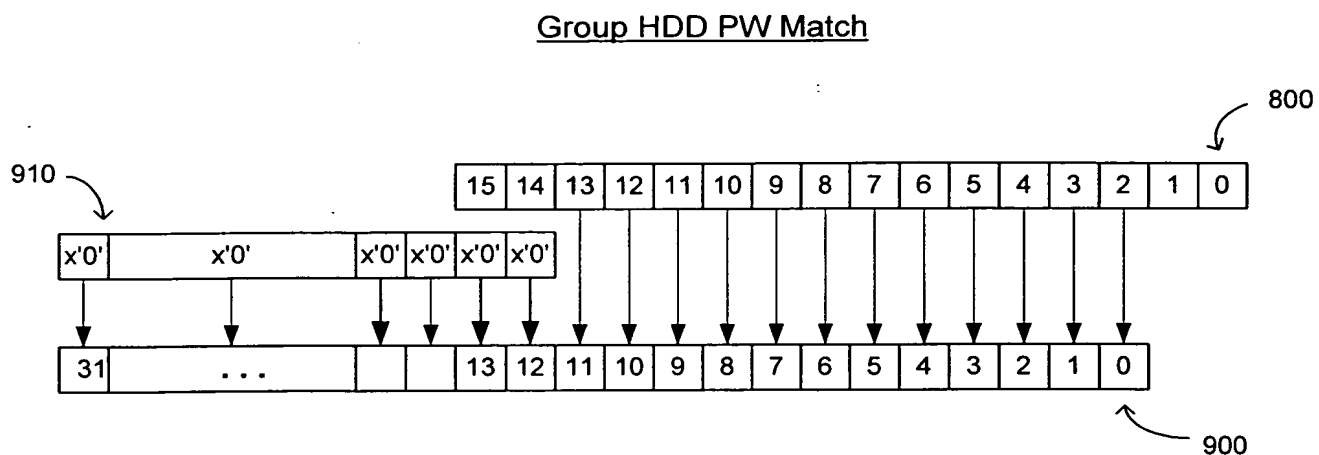 Group HDD PW Match
800
910
15 14 13 12 11 10 9 8 7 6 5 4 3 2 1 0
x'0' x'0' x'0' x'0' x'0' x'0'
31 . . . 13 12 11 10 9 8 7 6 5 4 3 2 1 0
900